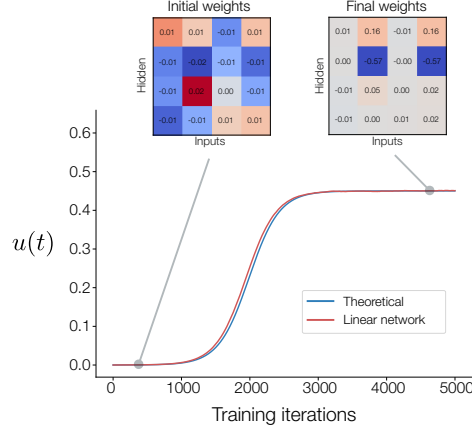 Initial weights
Final weights
0.01 0.01 -0.01 0.01
-0.01 -0.02 -0.01 -0.01
-0.01 0.02 0.00 -0.01
-0.01 -0.01 0.01 0.01
Hidden
Inputs
0.01 0.16 -0.01 0.16
0.00 -0.57 0.00 -0.57
-0.01 0.05 0.00 0.02
-0.01 0.00 0.01 0.02
Hidden
Inputs
u(t)
0.6
0.5
0.4
0.3
0.2
0.1
0.0
Theoretical
Linear network
0 1000 2000 3000 4000 5000
Training iterations